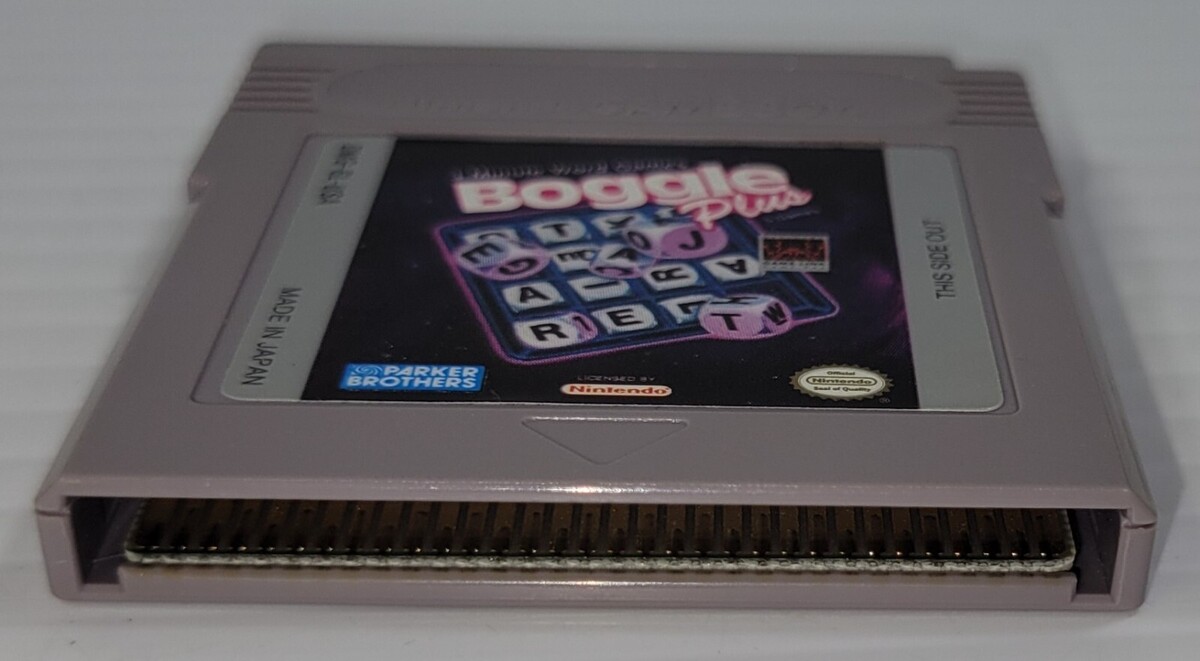 Boggle
Plus
MADE IN JAPAN
THIS SIDE OUT
E T
J
A I R A
R E T W
PARKER
BROTHERS
LICENSED BY
Nintendo
Official
Nintendo
Seal of Quality